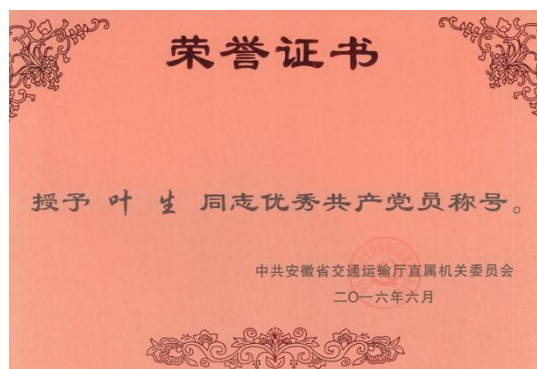 荣誉证书
授予 叶生 同志优秀共产党员称号。
中共安徽省交通运输厅直属机关委员会
二〇一六年六月